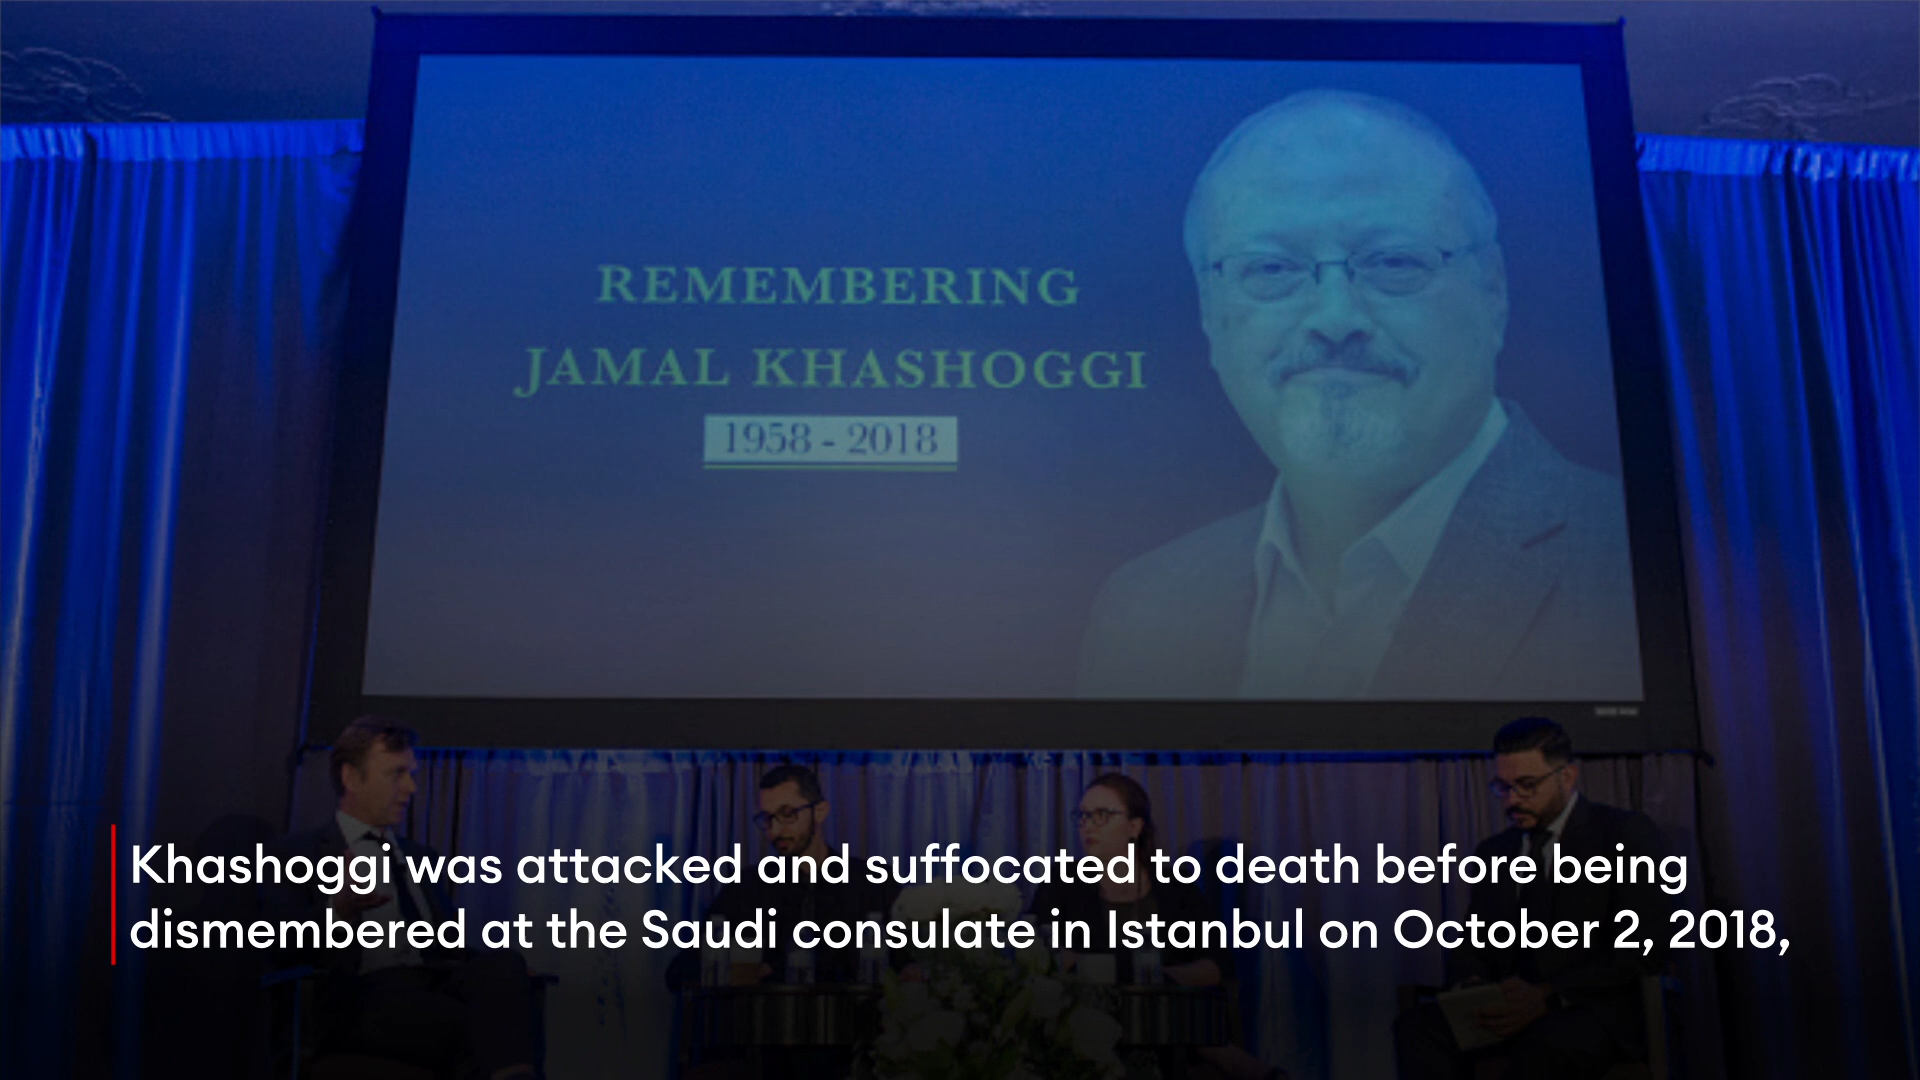 REMEMBERING
JAMAL KHASHOGGI
1958 - 2018
Khashoggi was attacked and suffocated to death before being
dismembered at the Saudi consulate in Istanbul on October 2, 2018,